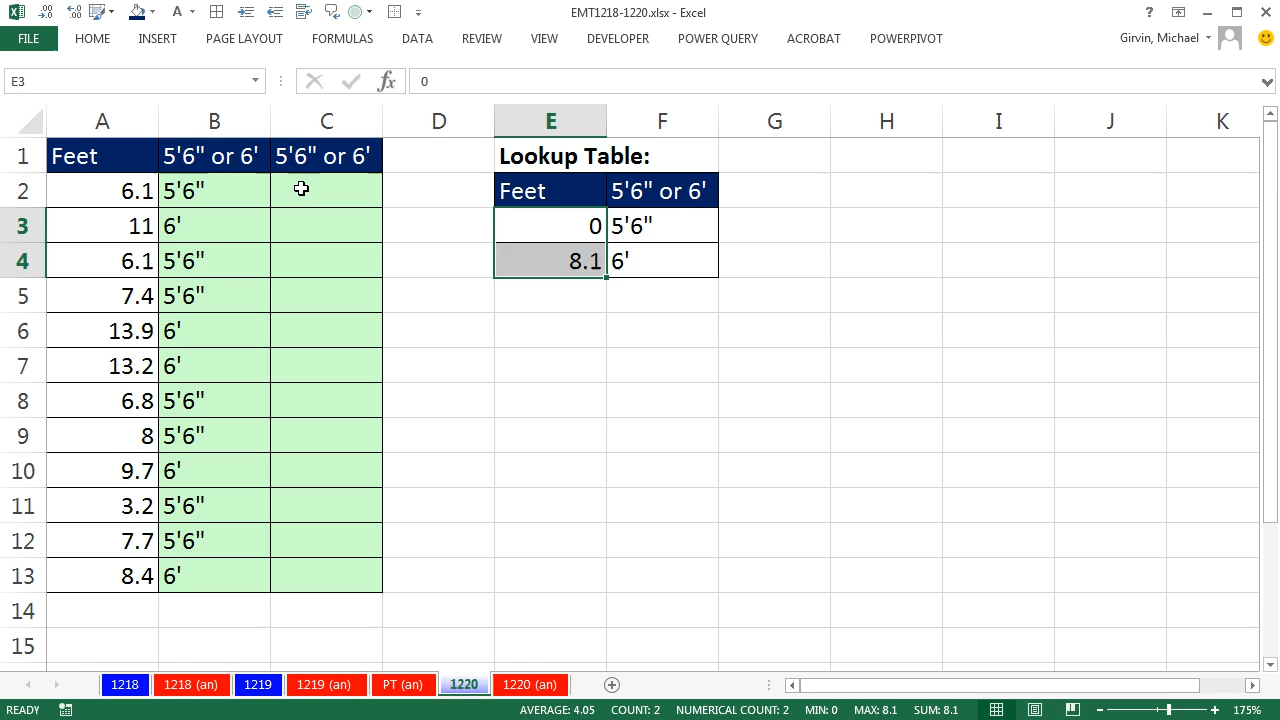 EMT1218-1220.xlsx - Excel
FILE HOME INSERT PAGE LAYOUT FORMULAS DATA REVIEW VIEW DEVELOPER POWER QUERY ACROBAT POWERPIVOT Girvin, Michael
E3 fx 0
A B C D E F G H I J K
1 Feet 5'6" or 6' 5'6" or 6' Lookup Table:
2 6.1 5'6" Feet 5'6" or 6'
3 11 6' 0 5'6"
4 6.1 5'6" 8.1 6'
5 7.4 5'6"
6 13.9 6'
7 13.2 6'
8 6.8 5'6"
9 8 5'6"
10 9.7 6'
11 3.2 5'6"
12 7.7 5'6"
13 8.4 6'
14
15
1218 1218 (an) 1219 1219 (an) PT (an) 1220 1220 (an)
READY AVERAGE: 4.05 COUNT: 2 NUMERICAL COUNT: 2 MIN: 0 MAX: 8.1 SUM: 8.1 175%